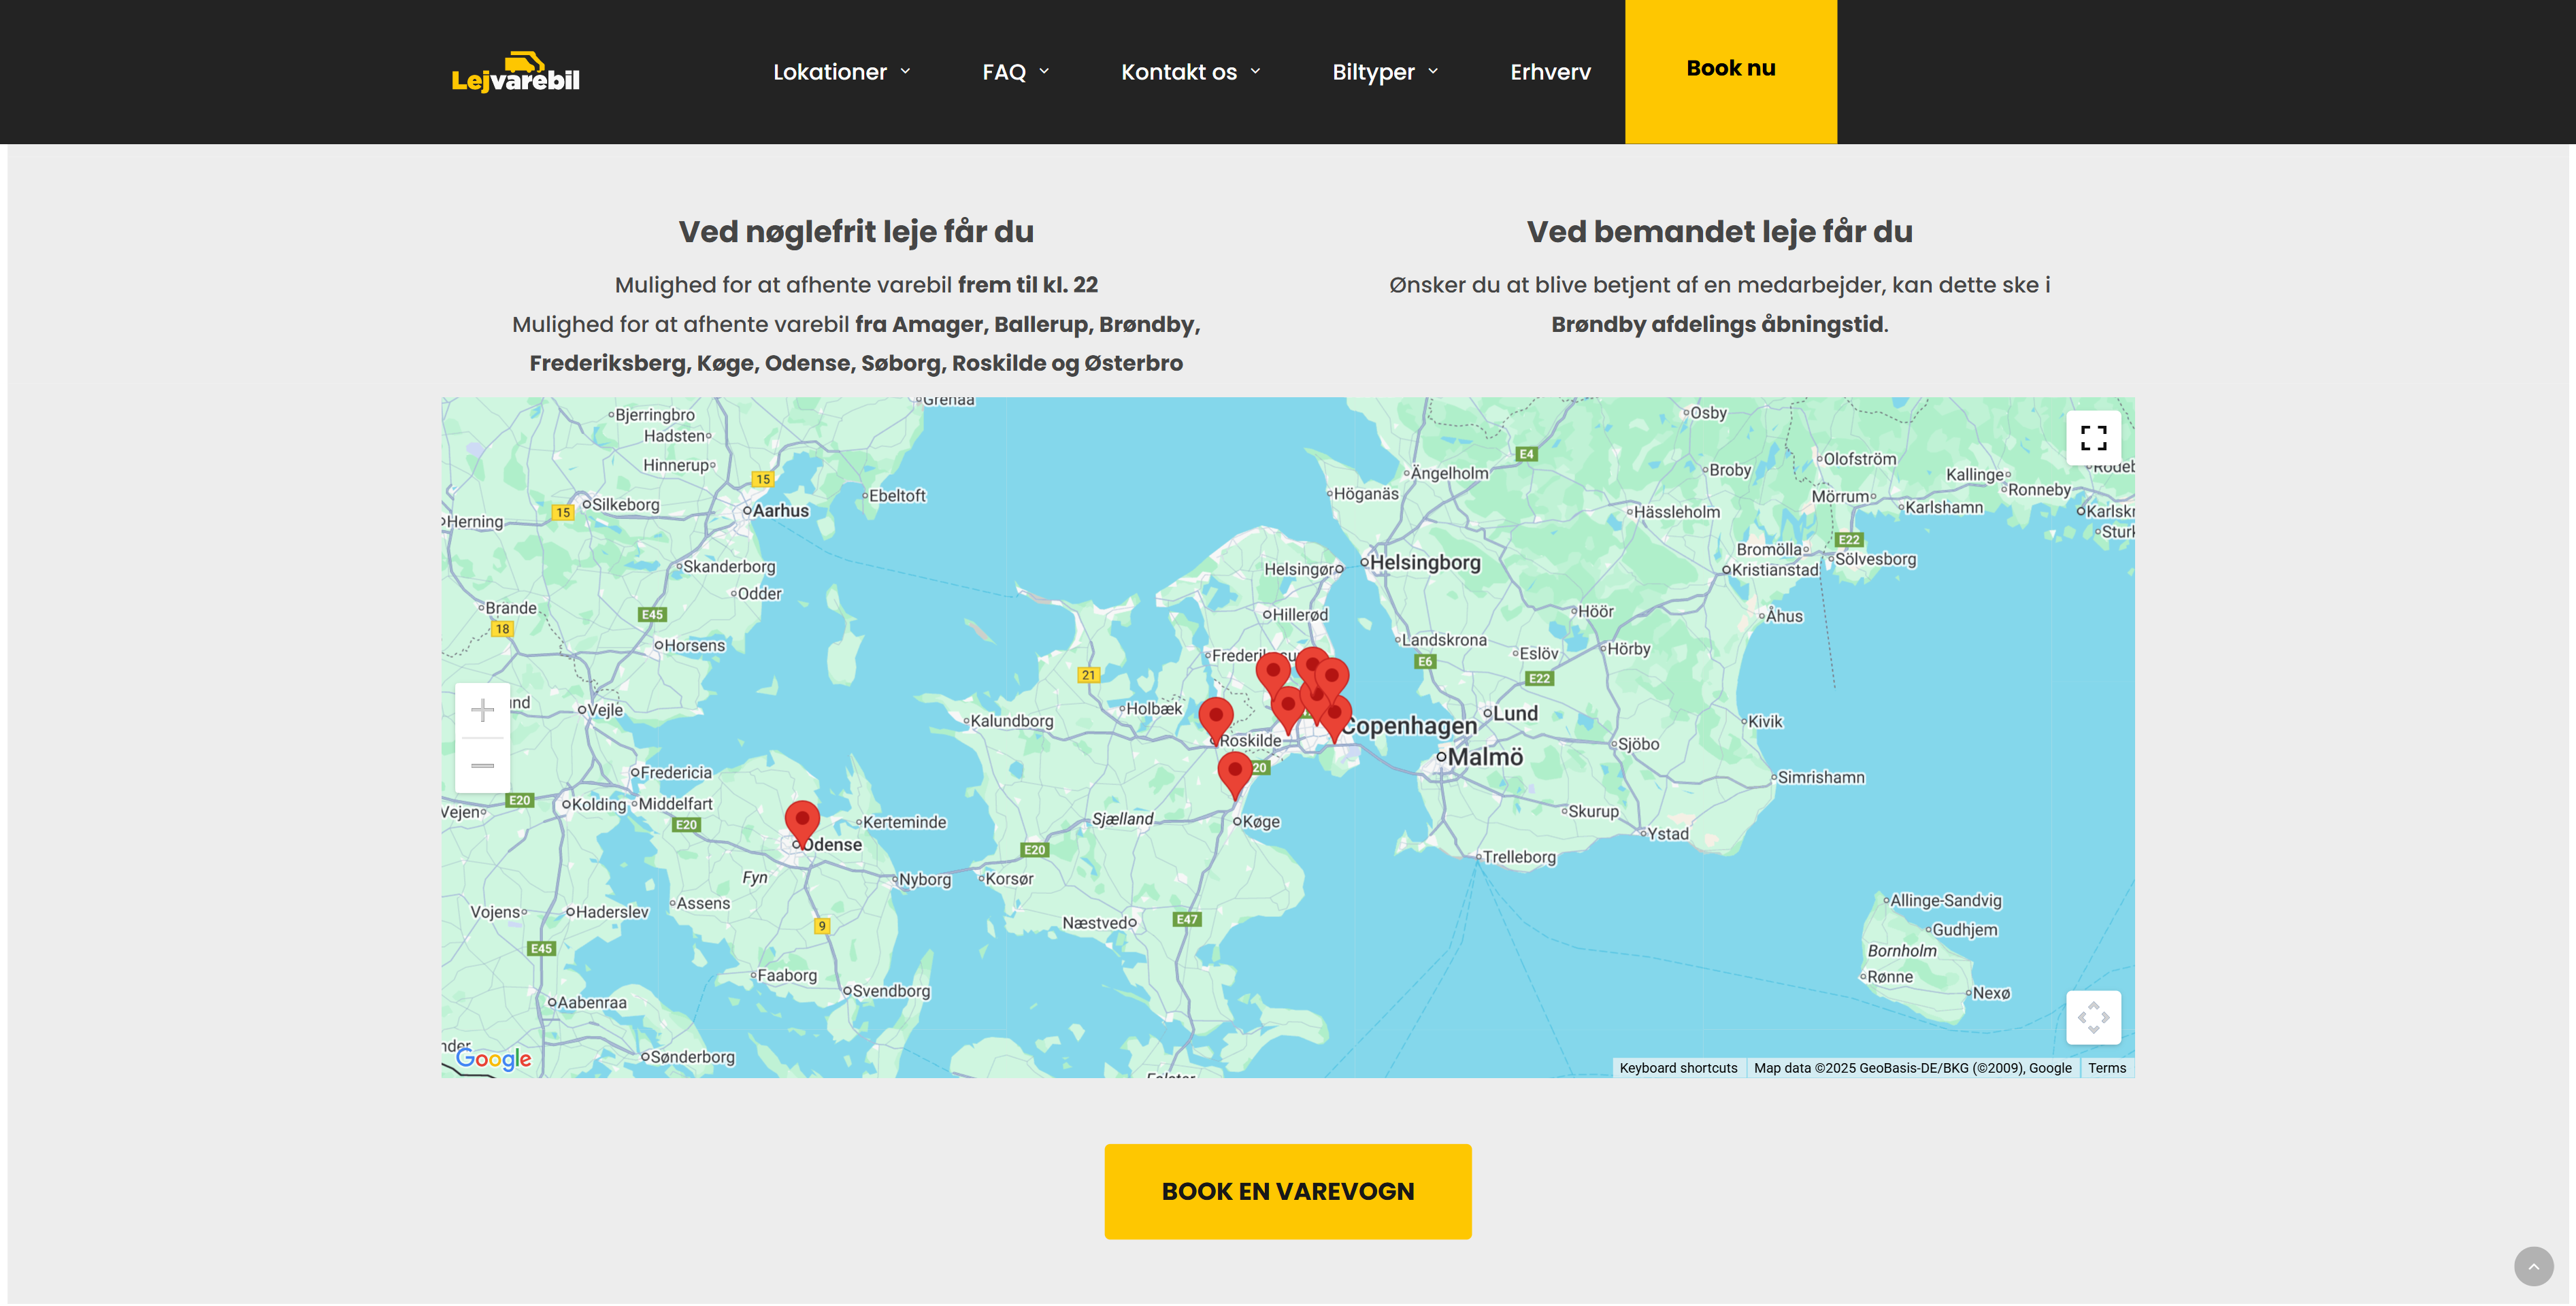 Lejvarebil
Lokationer
FAQ
Kontakt os
Biltyper
Erhverv
Book nu
Ved nøglefrit leje får du
Mulighed for at afhente varebil frem til kl. 22
Mulighed for at afhente varebil fra Amager, Ballerup, Brøndby,
Frederiksberg, Køge, Odense, Søborg, Roskilde og Østerbro
Ved bemandet leje får du
Ønsker du at blive betjent af en medarbejder, kan dette ske i
Brøndby afdelings åbningstid.
Grenaa
Bjerringbro
Hadsten
Hinnerup
15
Silkeborg
15
Aarhus
Ebeltoft
Herning
Skanderborg
Odder
Brande
E45
18
Horsens
Vejle
Fredericia
E20
Kolding
Middelfart
Vejen
E20
Kerteminde
Odense
Fyn
Nyborg
Vojens
Haderslev
Assens
9
E45
Faaborg
Svendborg
Aabenraa
Sønderborg
Google
Osby
E4
Ängelholm
Höganäs
Broby
Olofström
Kallinge
Ronneby
Mörrum
Karlshamn
Hässleholm
Helsingør
Helsingborg
Bromölla
E22
Sölvesborg
Kristianstad
Hillerød
Höör
Åhus
Landskrona
Hörby
Eslöv
E6
E22
21
Holbæk
Kalundborg
Roskilde
Copenhagen
Lund
Kivik
Malmö
Sjöbo
20
Simrishamn
Sjælland
Køge
Skurup
Ystad
E20
Trelleborg
Korsør
Næstved
E47
Allinge-Sandvig
Gudhjem
Bornholm
Rønne
Nexø
Keyboard shortcuts
Map data ©2025 GeoBasis-DE/BKG (©2009), Google
Terms
BOOK EN VAREVOGN